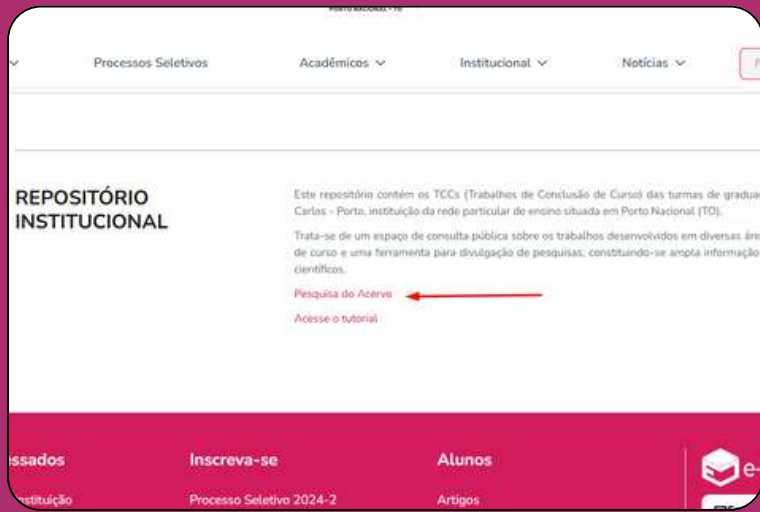 PORTO NACIONAL - TO
Processos Seletivos
Acadêmicos
Institucional
Notícias
REPOSITÓRIO
INSTITUCIONAL
Este repositório contém os TCCs (Trabalhos de Conclusão de Curso) das turmas de gradua
Carlos - Porto, instituição da rede particular de ensino situada em Porto Nacional (TO).
Trata-se de um espaço de consulta pública sobre os trabalhos desenvolvidos em diversas áre
de curso e uma ferramenta para divulgação de pesquisas, constituindo-se ampla informação
científicos.
Pesquisa do Acervo
Acesse o tutorial
ssados
Inscreva-se
Alunos
e-
nstituição
Processo Seletivo 2024-2
Artigos